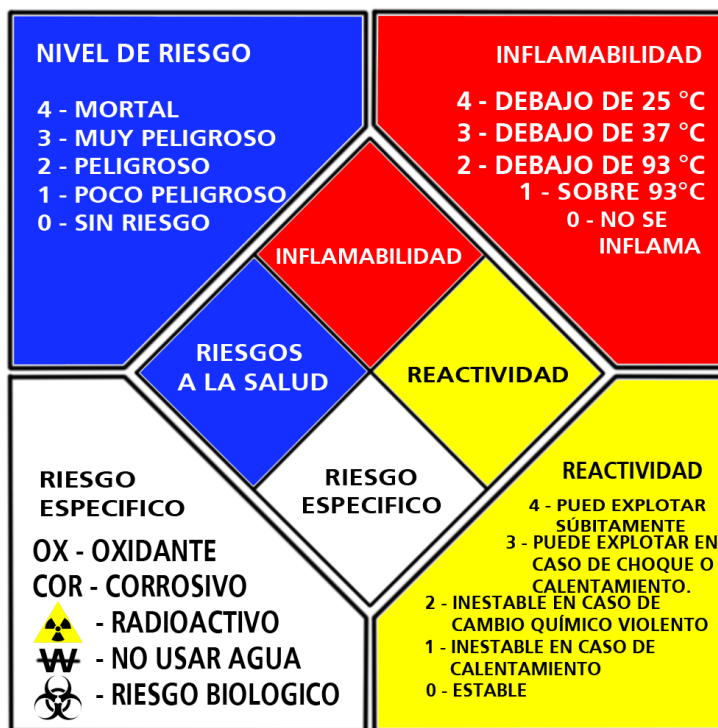 NIVEL DE RIESGO
4 - MORTAL
3 - MUY PELIGROSO
2 - PELIGROSO
1 - POCO PELIGROSO
0 - SIN RIESGO
INFLAMABILIDAD
4 - DEBAJO DE 25 °C
3 - DEBAJO DE 37 °C
2 - DEBAJO DE 93 °C
1 - SOBRE 93°C
0 - NO SE
INFLAMA
INFLAMABILIDAD
RIESGOS
A LA SALUD
REACTIVIDAD
RIESGO
ESPECIFICO
RIESGO
ESPECIFICO
OX - OXIDANTE
COR - CORROSIVO
- RADIOACTIVO
W - NO USAR AGUA
- RIESGO BIOLOGICO
REACTIVIDAD
4 - PUED EXPLOTAR
SÚBITAMENTE
3 - PUEDE EXPLOTAR EN
CASO DE CHOQUE O
CALENTAMIENTO.
2 - INESTABLE EN CASO DE
CAMBIO QUÍMICO VIOLENTO
1 - INESTABLE EN CASO DE
CALENTAMIENTO
0 - ESTABLE